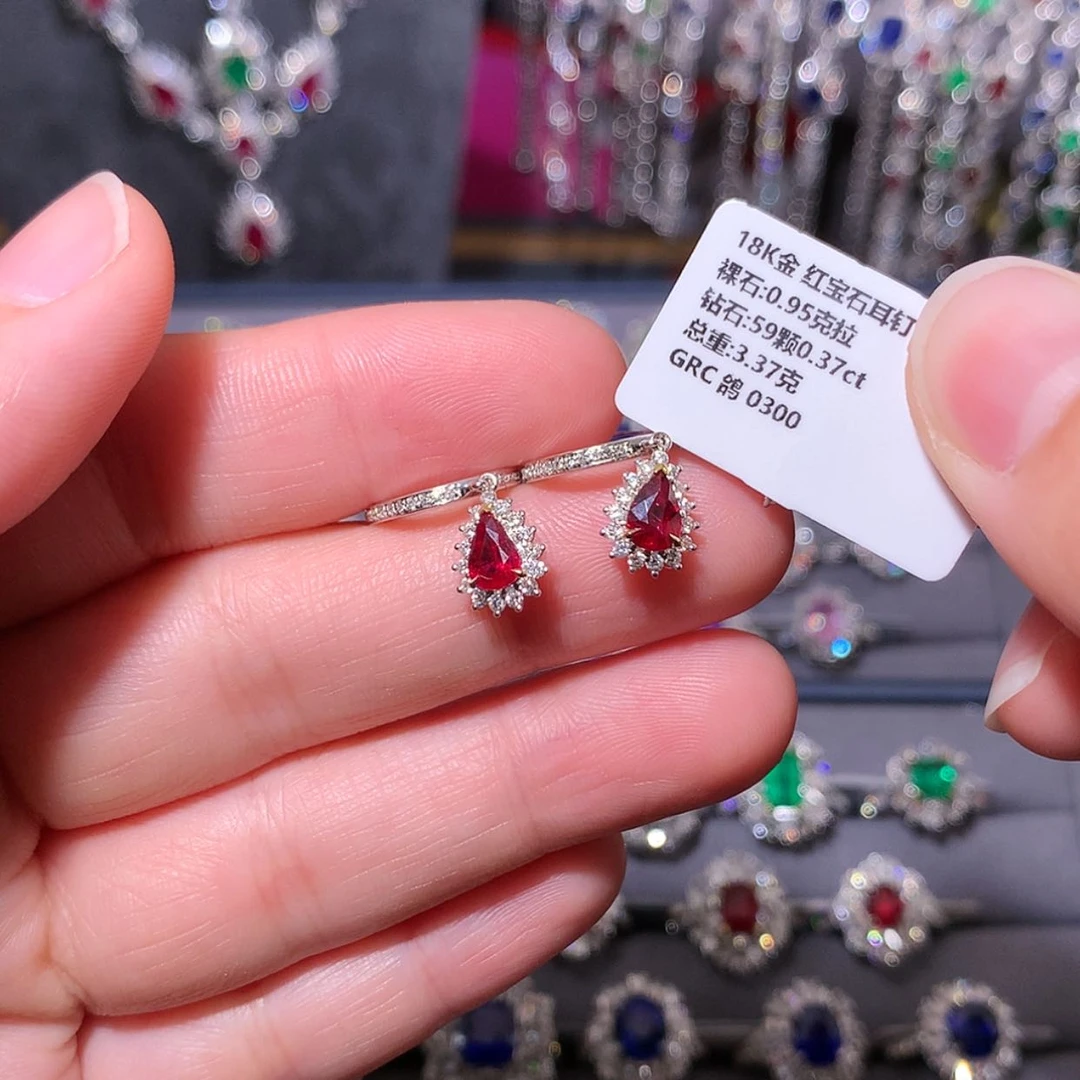 18K金 红宝石耳钉
裸石:0.95克拉
钻石:59颗0.37ct
总重:3.37克
GRC 鸽 0300